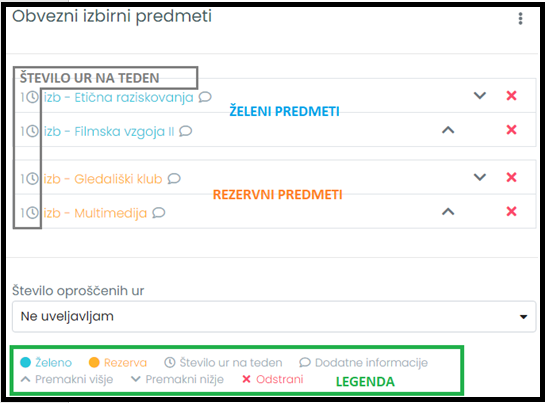 Obvezni izbirni predmeti
ŠTEVILO UR NA TEDEN
1 izb - Etična raziskovanja
ŽELENI PREDMETI
1 izb - Filmska vzgoja II
1 izb - Gledališki klub
REZERVNI PREDMETI
1 izb - Multimedija
Število oproščenih ur
Ne uveljavljam
Želeno Rezerva Število ur na teden Dodatne informacije
Premakni višje Premakni nižje Odstrani LEGENDA